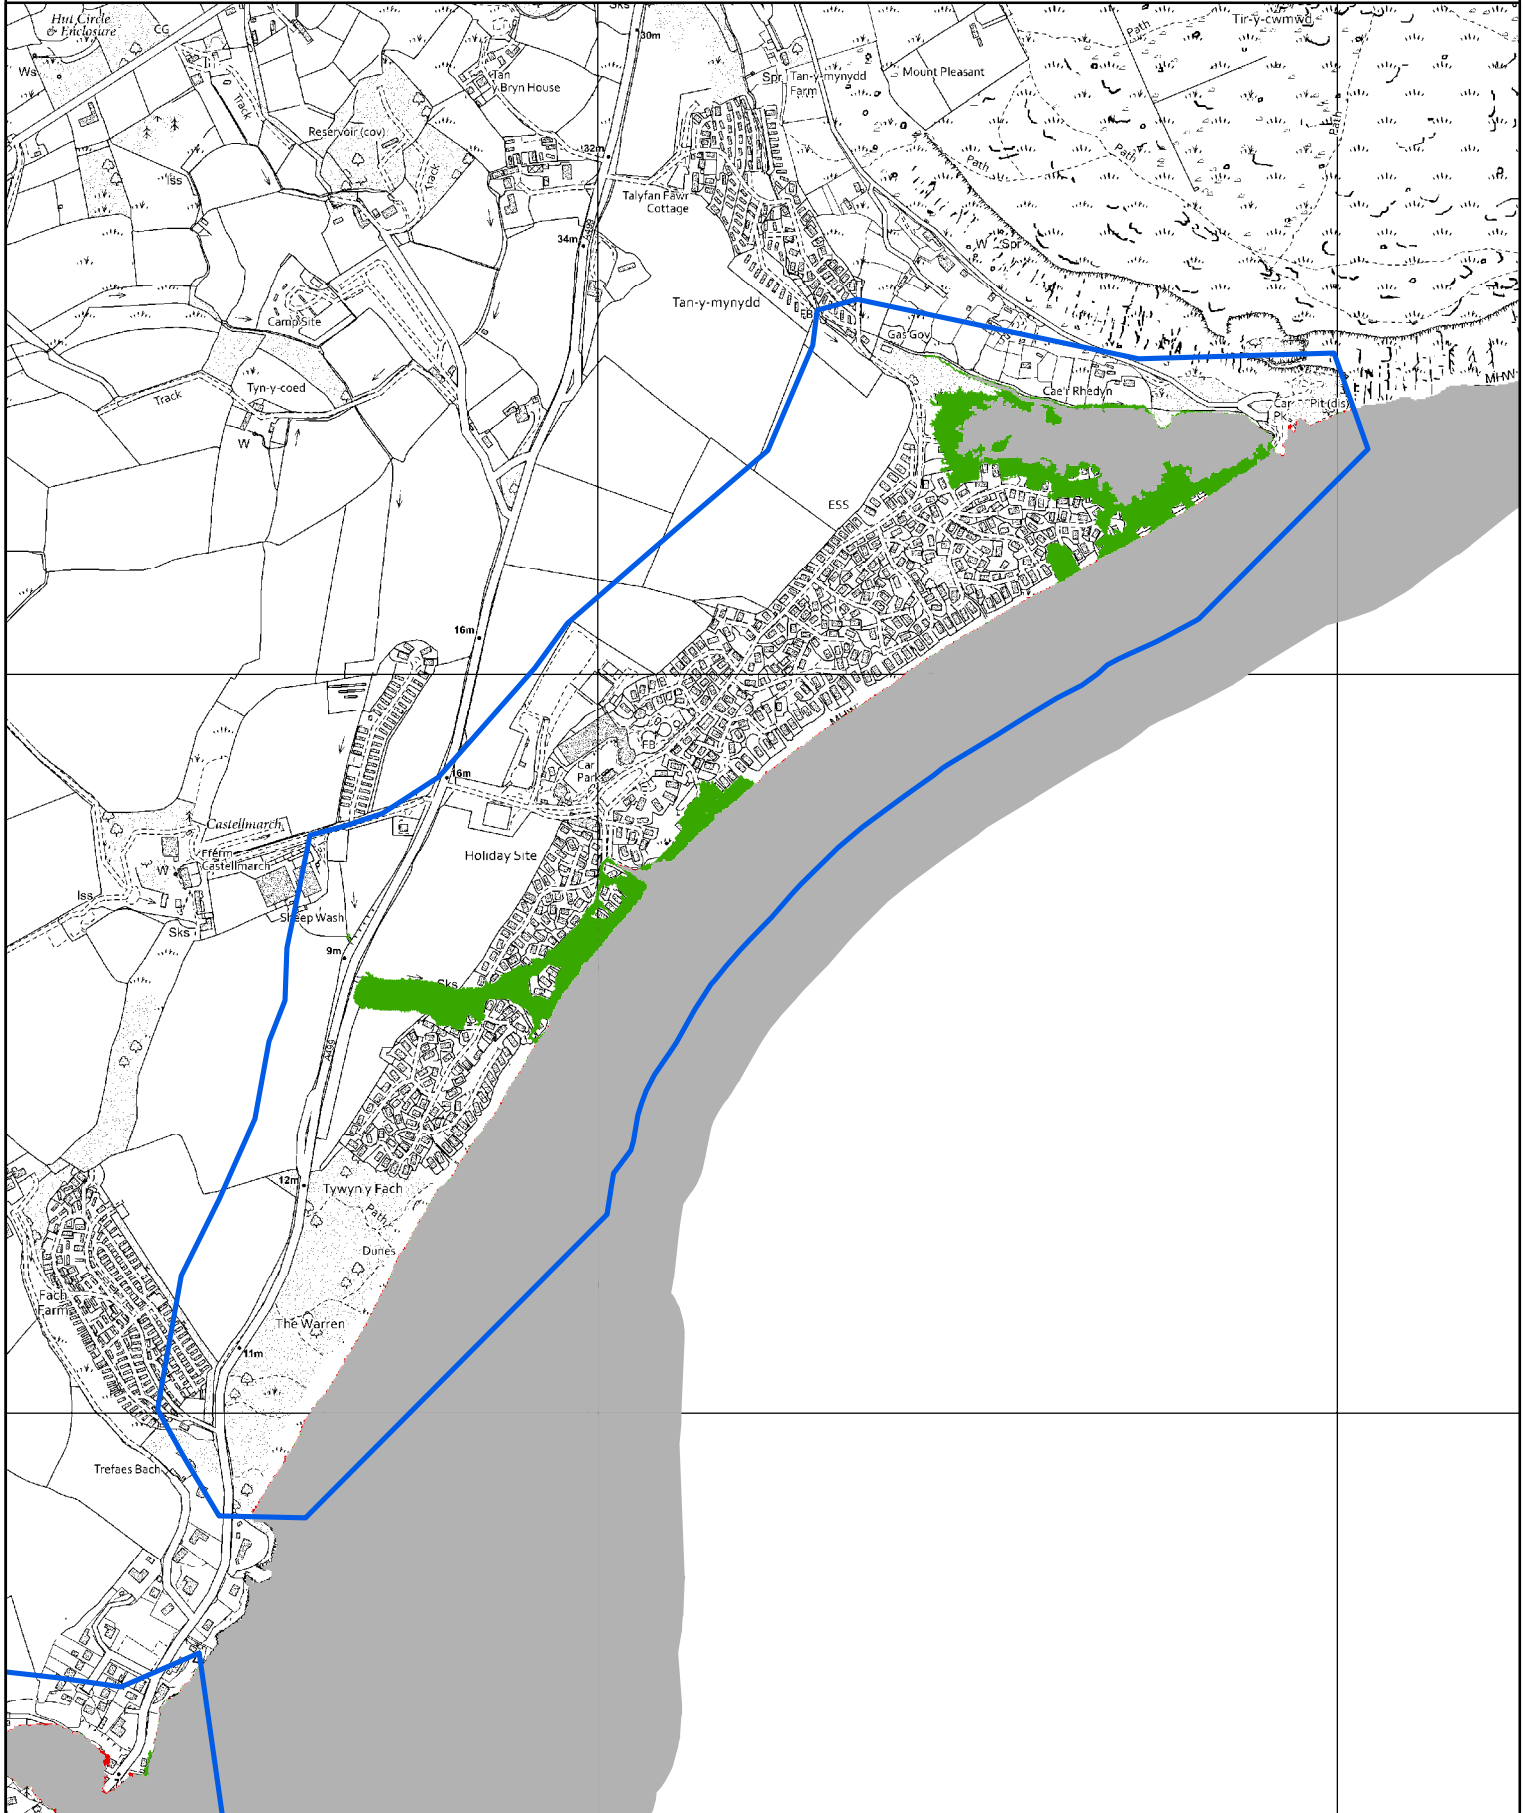 Hut Circle
& Enclosure
CG
Sks
30m
Tir-y-cwmwd
Path
Ws
Tan
y Bryn House
Spr
Tan-y-mynydd
Farm
Mount Pleasant
Track
Reservoir (cov)
32m
Path
Path
Path
Iss
Track
Talyfan Fawr
Cottage
34m
W
Spr
Camp Site
Tan-y-mynydd
FB
Gas Gov
Tyn-y-coed
Track
Cae'r Rhedyn
MHW
Car
Pk
Pit (dis)
W
ESS
16m
MHW
FB
Car
Park
16m
Castellmarch
Fferm
Castellmarch
W
Holiday Site
Iss
Sheep Wash
Sks
9m
Sks
A499
12m
Tywyn y Fach
Path
Dunes
Fach
Farm
The Warren
11m
Trefaes Bach